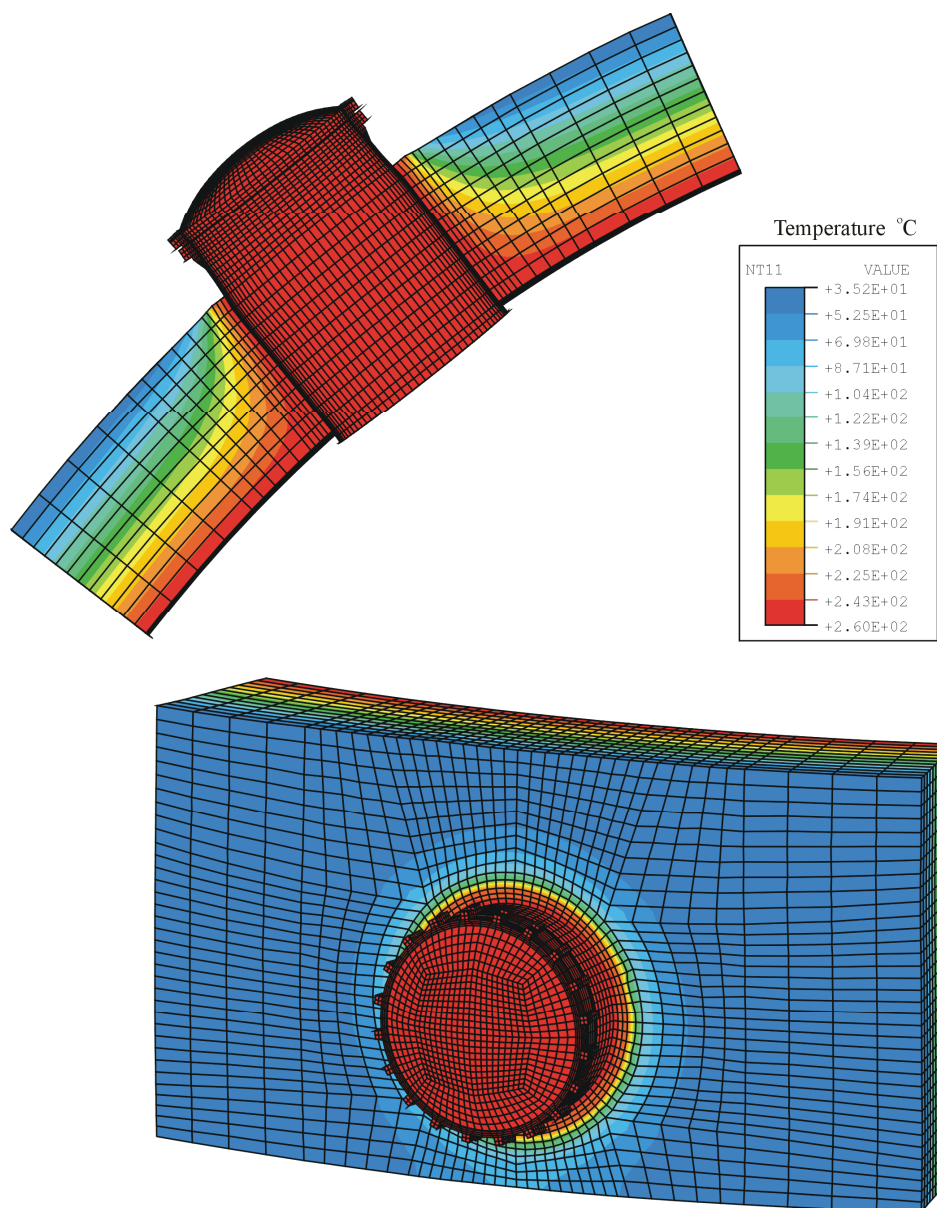 Temperature °C
NT11 VALUE
+3.52E+01
+5.25E+01
+6.98E+01
+8.71E+01
+1.04E+02
+1.22E+02
+1.39E+02
+1.56E+02
+1.74E+02
+1.91E+02
+2.08E+02
+2.25E+02
+2.43E+02
+2.60E+02